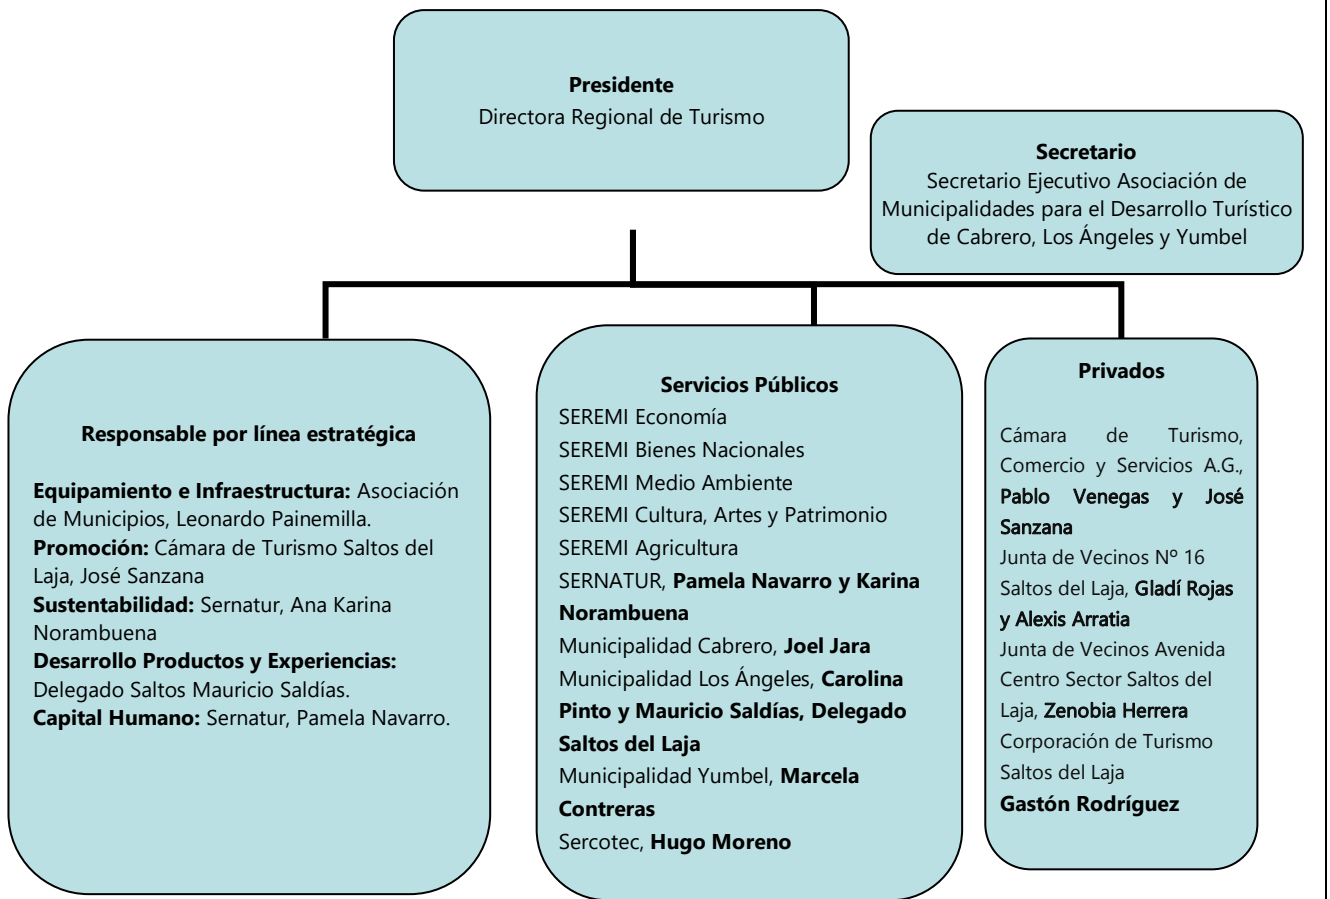 Presidente
Directora Regional de Turismo
Secretario
Secretario Ejecutivo Asociación de
Municipalidades para el Desarrollo Turístico
de Cabrero, Los Ángeles y Yumbel
Responsable por línea estratégica
Equipamiento e Infraestructura: Asociación
de Municipios, Leonardo Painemilla.
Promoción: Cámara de Turismo Saltos del
Laja, José Sanzana
Sustentabilidad: Sernatur, Ana Karina
Norambuena
Desarrollo Productos y Experiencias:
Delegado Saltos Mauricio Saldías.
Capital Humano: Sernatur, Pamela Navarro.
Servicios Públicos
SEREMI Economía
SEREMI Bienes Nacionales
SEREMI Medio Ambiente
SEREMI Cultura, Artes y Patrimonio
SEREMI Agricultura
SERNATUR, Pamela Navarro y Karina
Norambuena
Municipalidad Cabrero, Joel Jara
Municipalidad Los Ángeles, Carolina
Pinto y Mauricio Saldías, Delegado
Saltos del Laja
Municipalidad Yumbel, Marcela
Contreras
Sercotec, Hugo Moreno
Privados
Cámara de Turismo,
Comercio y Servicios A.G.,
Pablo Venegas y José
Sanzana
Junta de Vecinos Nº 16
Saltos del Laja, Gladí Rojas
y Alexis Arratia
Junta de Vecinos Avenida
Centro Sector Saltos del
Laja, Zenobia Herrera
Corporación de Turismo
Saltos del Laja
Gastón Rodríguez